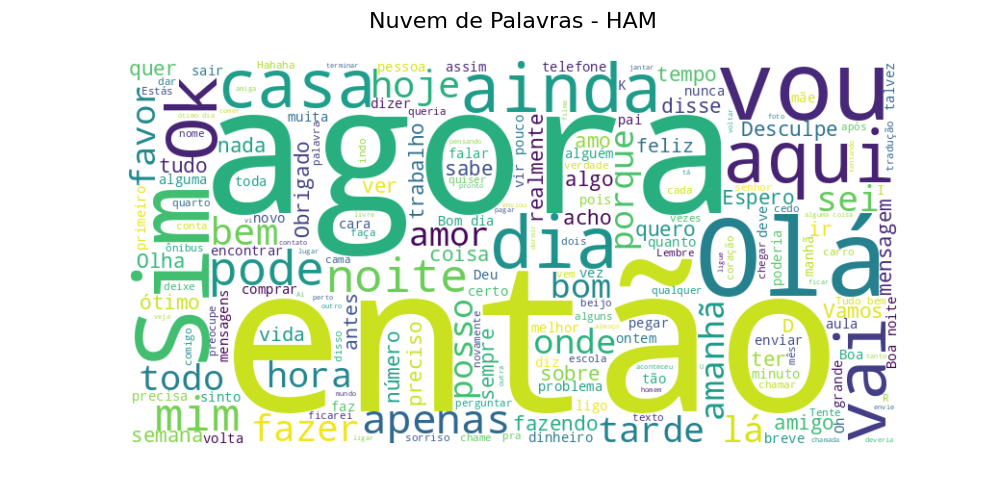 Nuvem de Palavras - HAM
quer
sair
Hahaha
pessoa
assim
terminar
telefone
jantar
K
tempo
nunca
vou
talvez
dar
Estás
amiga
ok
casa
hoje
ainda
disse
mãe
favor
ótimo dia
comer
muita
dizer
queria
pai
voltar
foto
após
tradução
nome
agora
Desculpe
aqui
nada
tudo
palavra
indo
trabalho
falar
pensando
realmente
vir
pouco
amo
alguém
verdade
porque
feliz
alguma
toda
Obrigado
ver
sabe
quiser
pronto
algo
pois
tá
cada
senhor
I
quarto
livre
enviou
acho
Espero
cedo
sei
mensagem
primeiro
sim
conta
novo
vi
cara
faça
Bom dia
pagar
vezes
deve
alguma coisa
bem
amor
dia
dois
quero
Olá
ir
ônibus
encontrar
contato
lugar
coisa
quanto
Lembre
ligue
coração
chegar
poderia
manhã
carro
Olha
deixe
pode
cama
noite
Deu
certo
vem
vez
bom
qualquer
ficar
ótimo
comprar
Ai
perto
outro
beijo
Tudo bem
Vamos
Boa noite
veja
comigo
preocupe
mensagens
então
vida
disso
antes
número
preciso
posso
sempre
novamente
melhor
alguns
pegar
D
enviar
aula
vai
onde
ontem
amanhã
diz
escola
almoço
ter
mês
Boa
tanto
todo
hora
outra
sobre
problema
tão
aconteceu
homem
minuto
chamar
precisa
sinto
mundo
faz
perguntar
ligo
texto
grande
R
envie
mim
ficarei
apenas
fazendo
tarde
lá
Tente
amigo
Oh
semana
volta
fazer
ligar
sorriso
chame
pra
dinheiro
breve
chamada
deveria